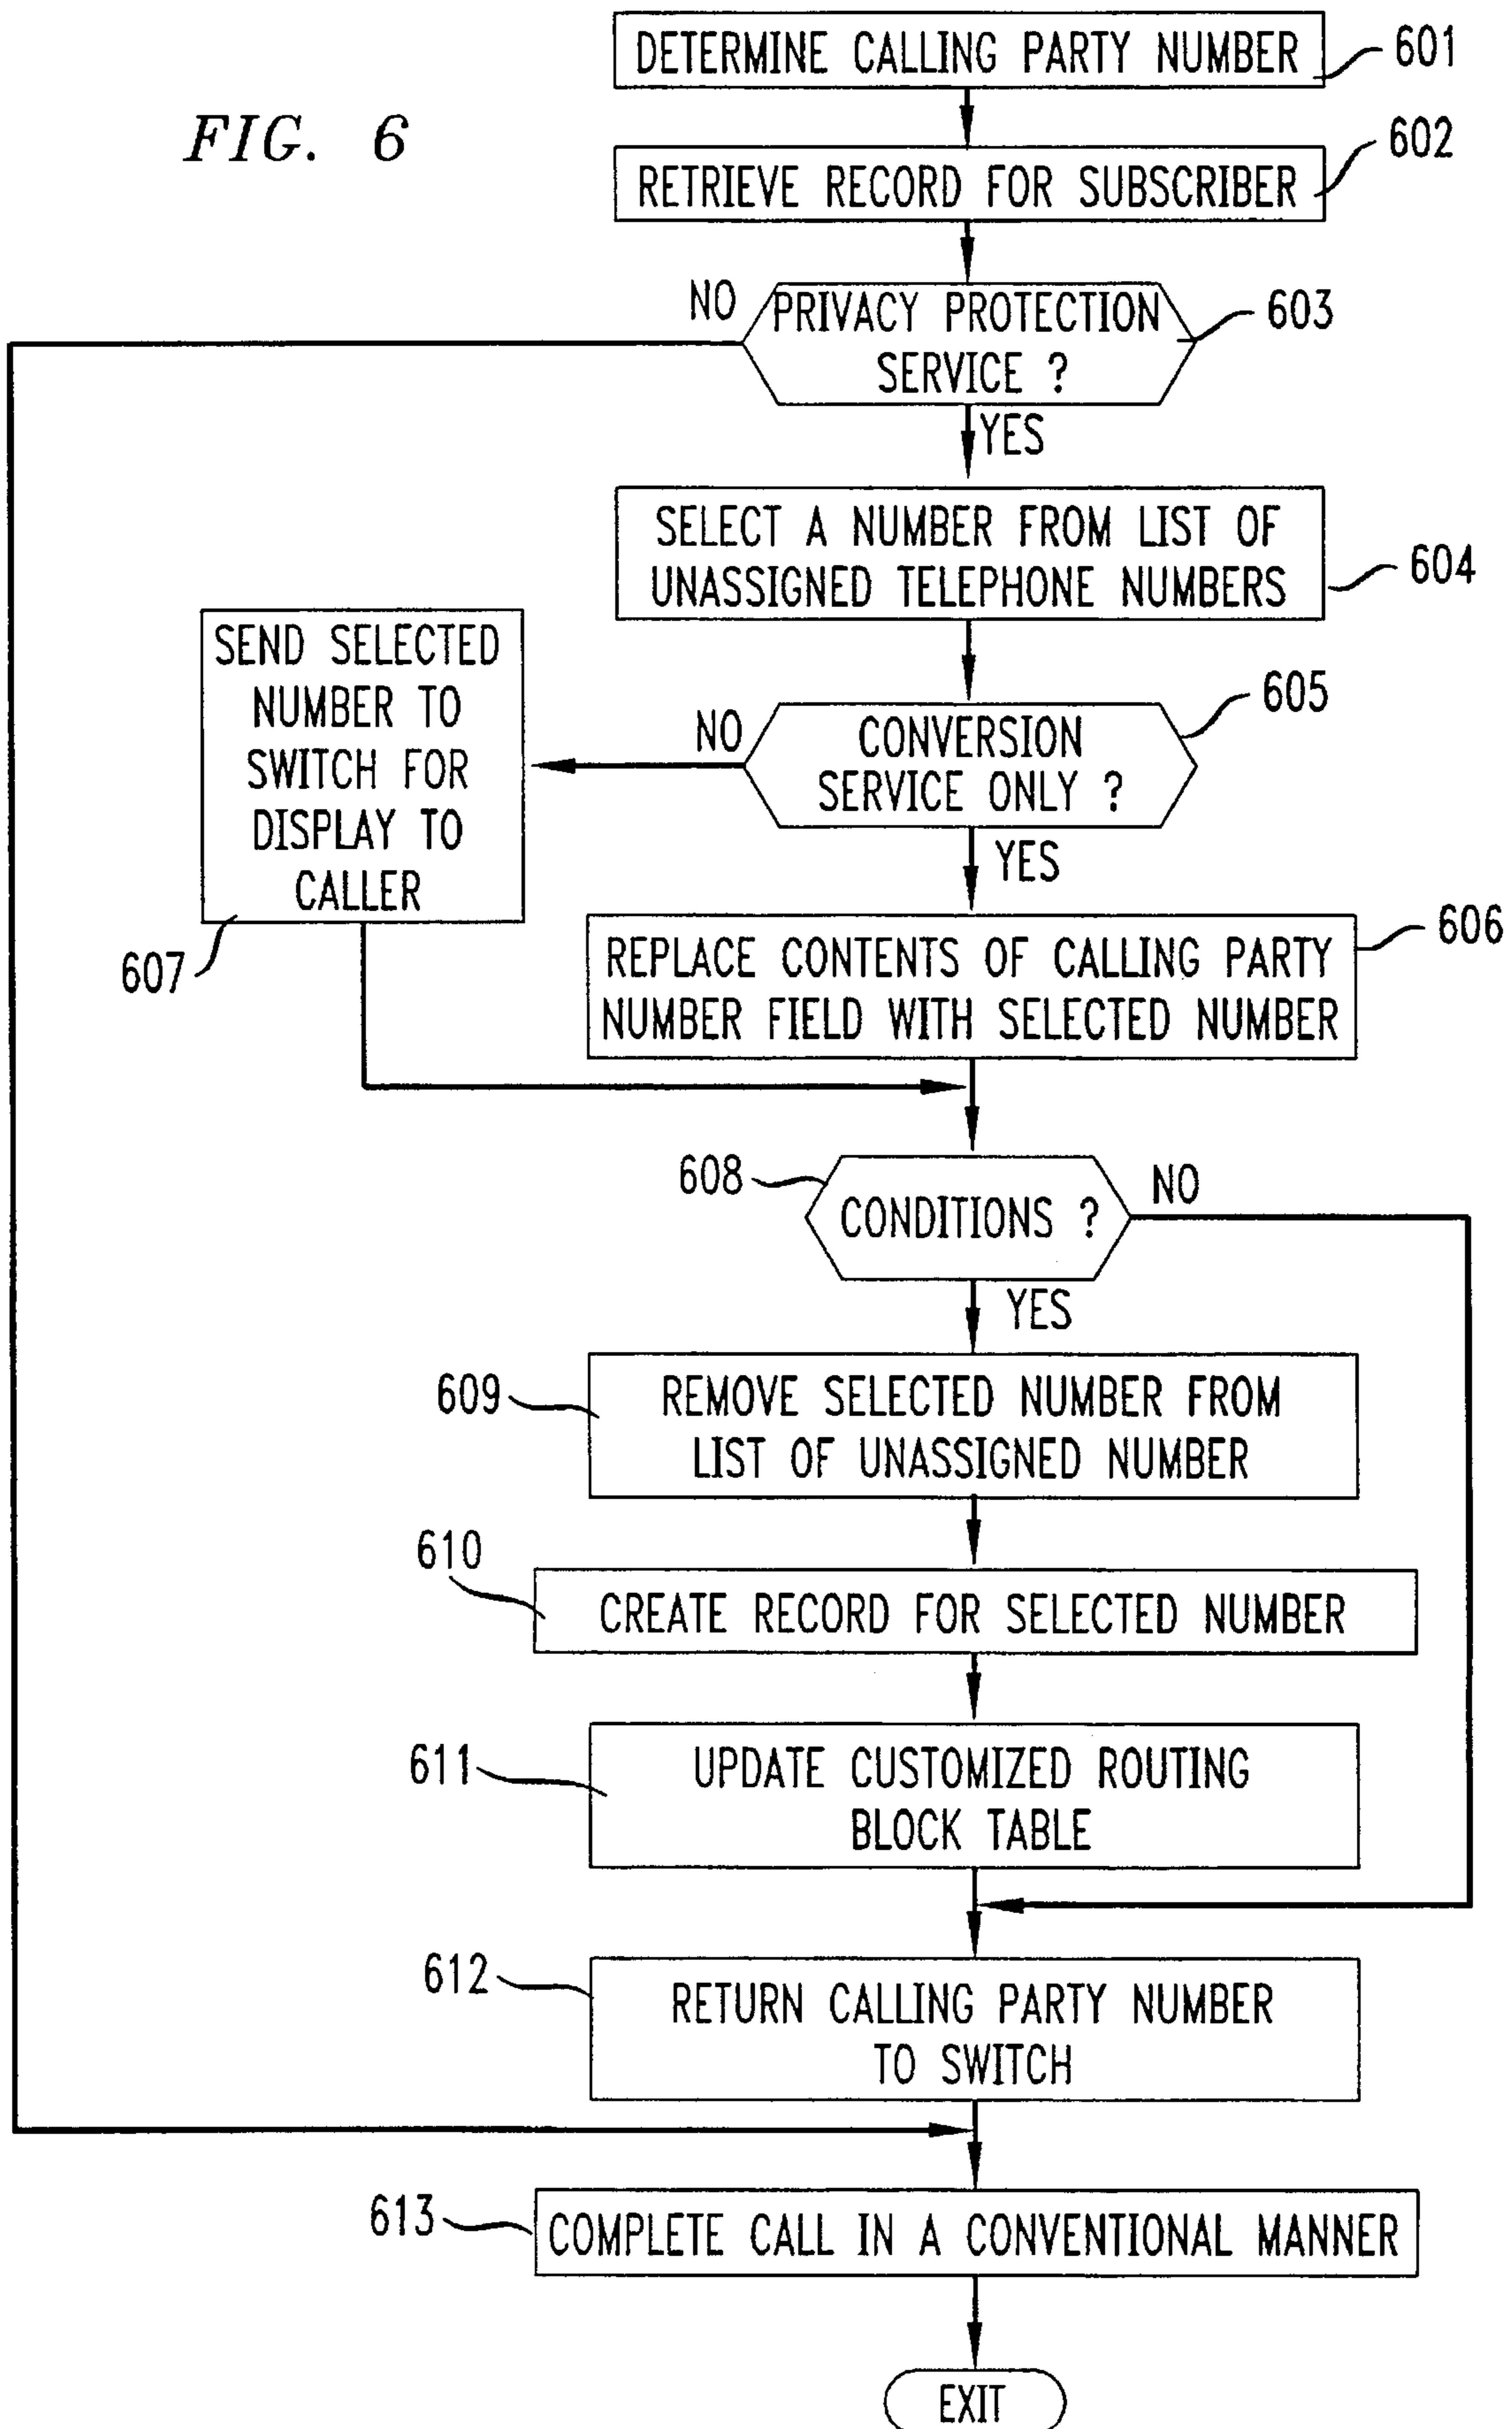 FIG. 6
DETERMINE CALLING PARTY NUMBER
601
RETRIEVE RECORD FOR SUBSCRIBER
602
NO
PRIVACY PROTECTION
SERVICE ?
603
YES
SELECT A NUMBER FROM LIST OF
UNASSIGNED TELEPHONE NUMBERS
604
SEND SELECTED
NUMBER TO
SWITCH FOR
DISPLAY TO
CALLER
607
NO
CONVERSION
SERVICE ONLY ?
605
YES
REPLACE CONTENTS OF CALLING PARTY
NUMBER FIELD WITH SELECTED NUMBER
606
608
CONDITIONS ?
NO
YES
609
REMOVE SELECTED NUMBER FROM
LIST OF UNASSIGNED NUMBER
610
CREATE RECORD FOR SELECTED NUMBER
611
UPDATE CUSTOMIZED ROUTING
BLOCK TABLE
612
RETURN CALLING PARTY NUMBER
TO SWITCH
613
COMPLETE CALL IN A CONVENTIONAL MANNER
EXIT